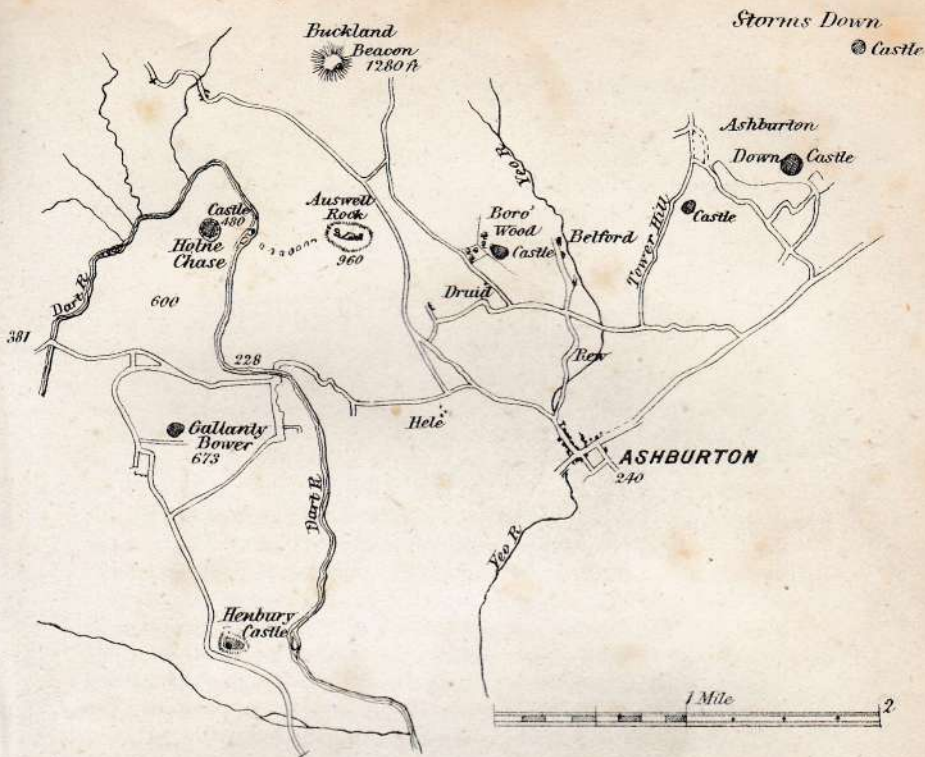 Storms Down
Castle
Buckland
Beacon
1280 ft
Ashburton
Down Castle
Yeo R.
Castle
480
Holne
Chase
Auswell
Rock
960
Boro'
Wood
Castle
Belford
Castle
Tower Hill
Dart R.
600
Druid
381
228
Rew
Hele
Gallantly
Bower
673
ASHBURTON
240
Dart R.
Yeo R.
Henbury
Castle
1 Mile
2